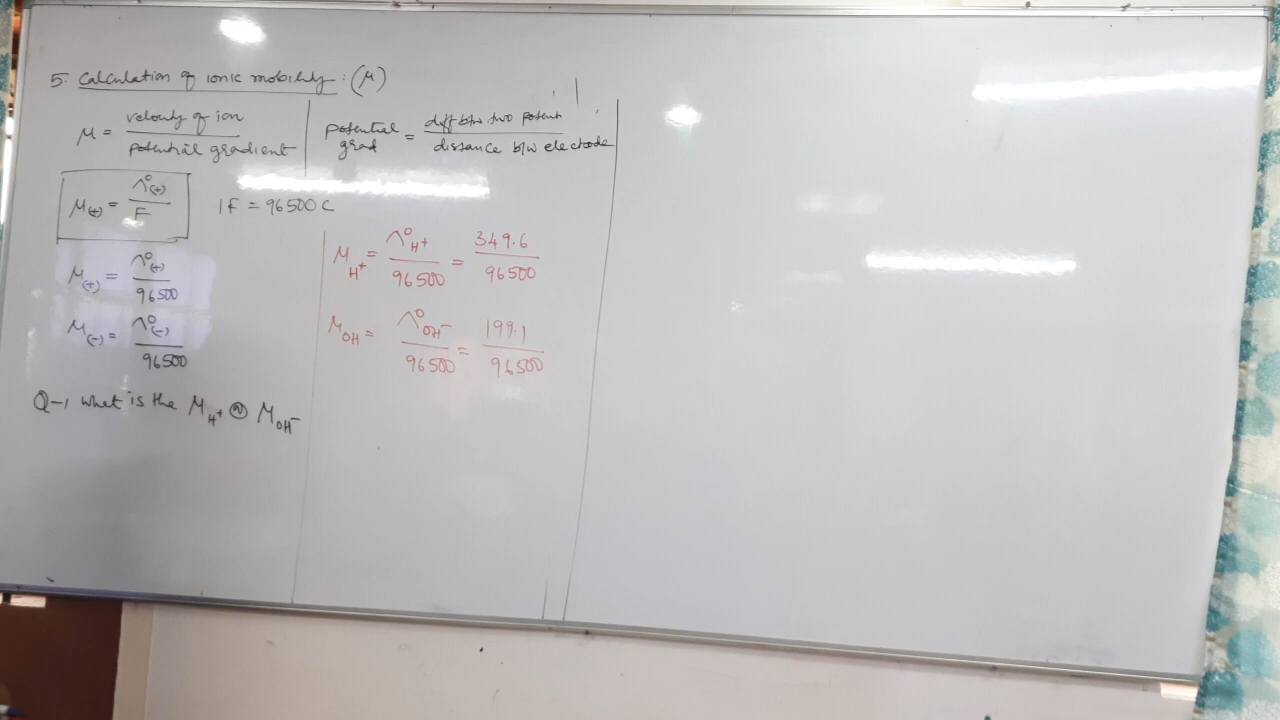 5. Calculation of ionic mobility : (μ)
μ = velocity of ion / potential gradient
potential grad = diff b/w two potent / distance b/w electrode
μ(+) = Λ°(+) / F
1F = 96500 C
μ(+) = Λ°(+) / 96500
μ(-) = Λ°(-) / 96500
Q-1 What is the μH+ @ μOH-
μH+ = Λ°H+ / 96500 = 349.6 / 96500
μOH = Λ°OH- / 96500 = 199.1 / 96500